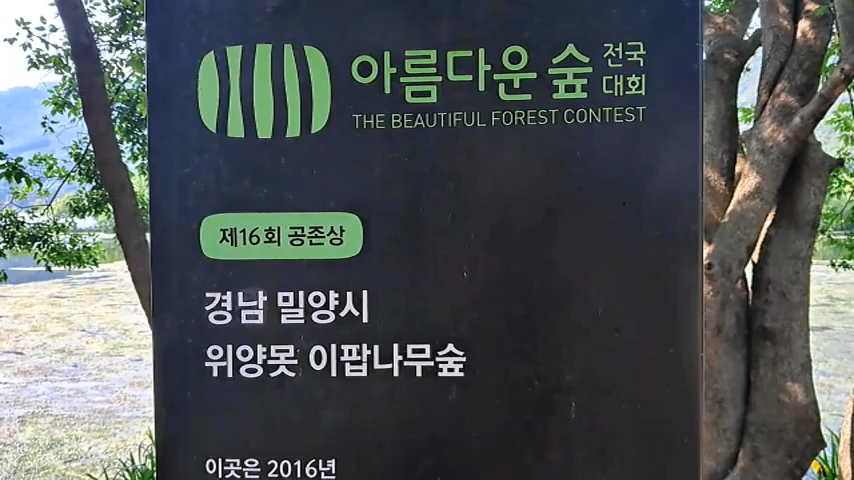 아름다운 숲 전국대회
THE BEAUTIFUL FOREST CONTEST
제16회 공존상
경남 밀양시
위양못 이팝나무숲
이곳은 2016년